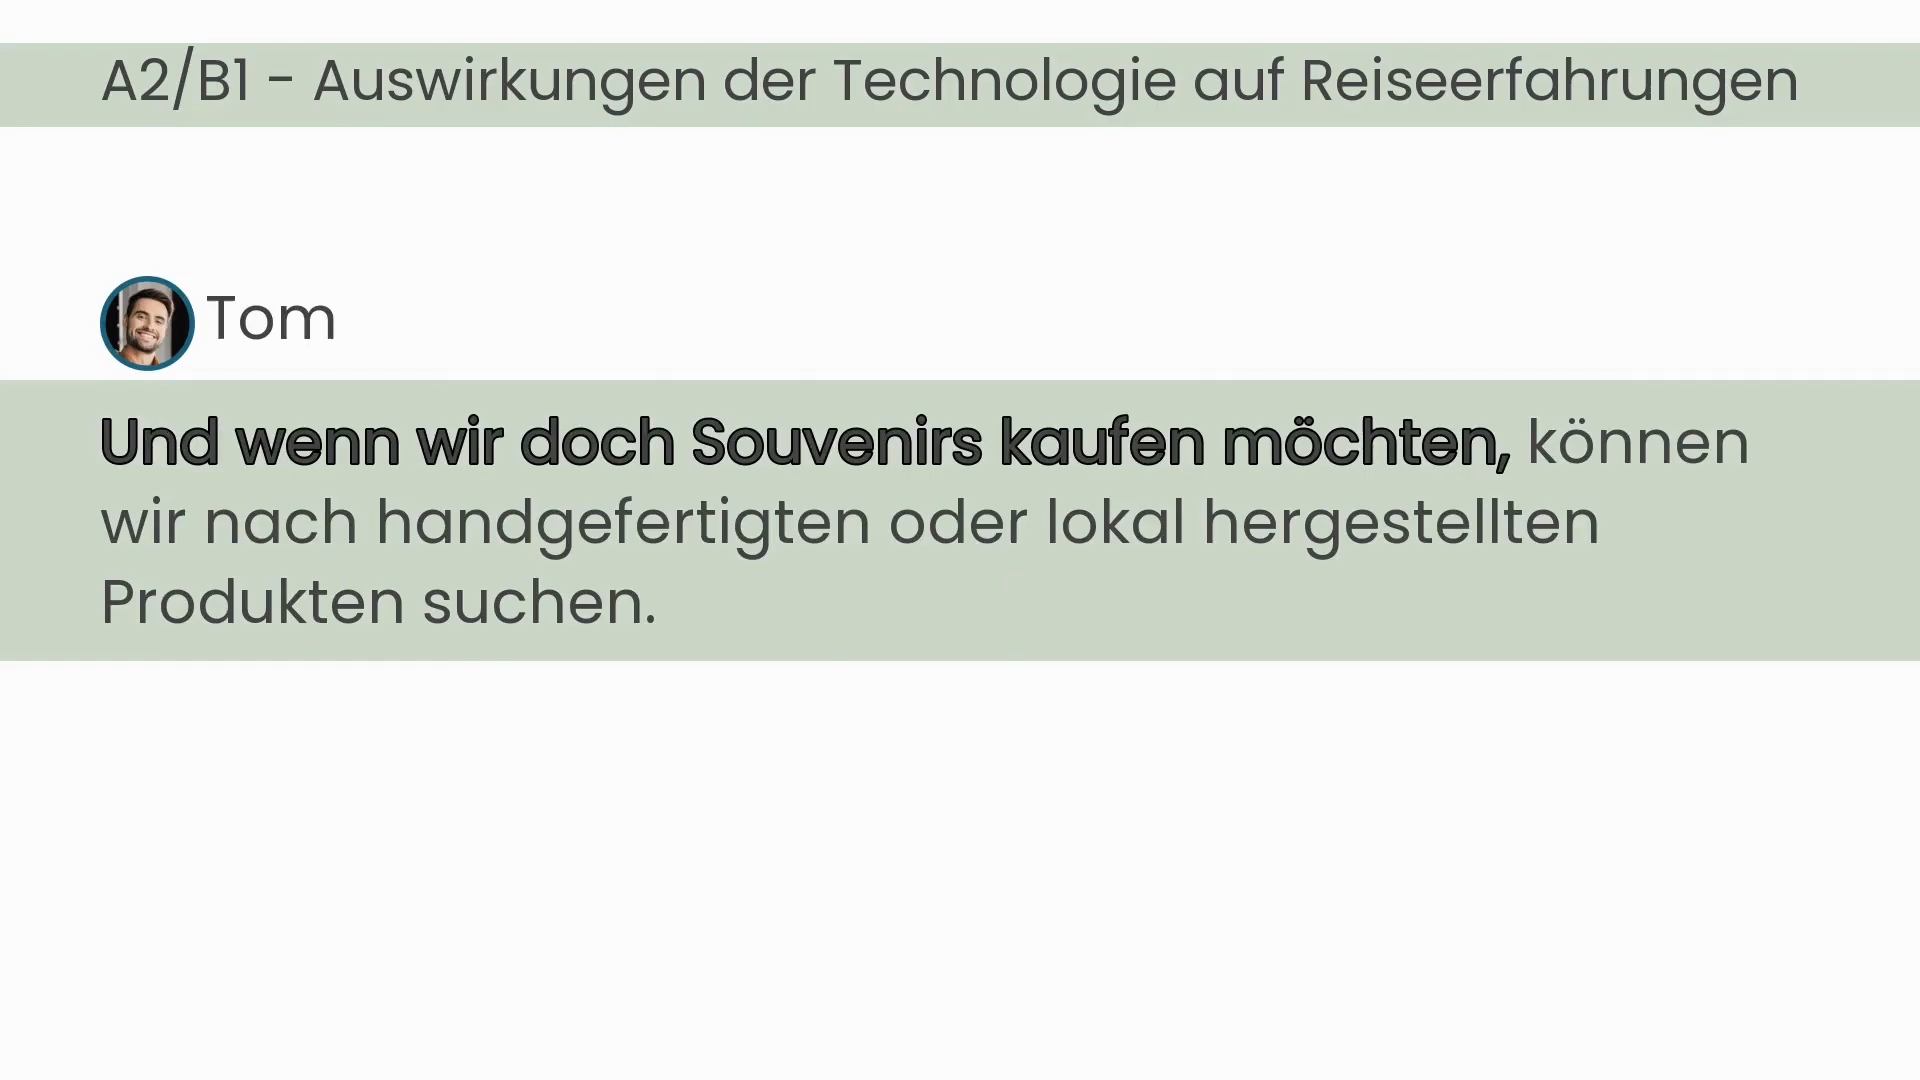 A2/B1 - Auswirkungen der Technologie auf Reiseerfahrungen
Tom
Und wenn wir doch Souvenirs kaufen möchten, können
wir nach handgefertigten oder lokal hergestellten
Produkten suchen.